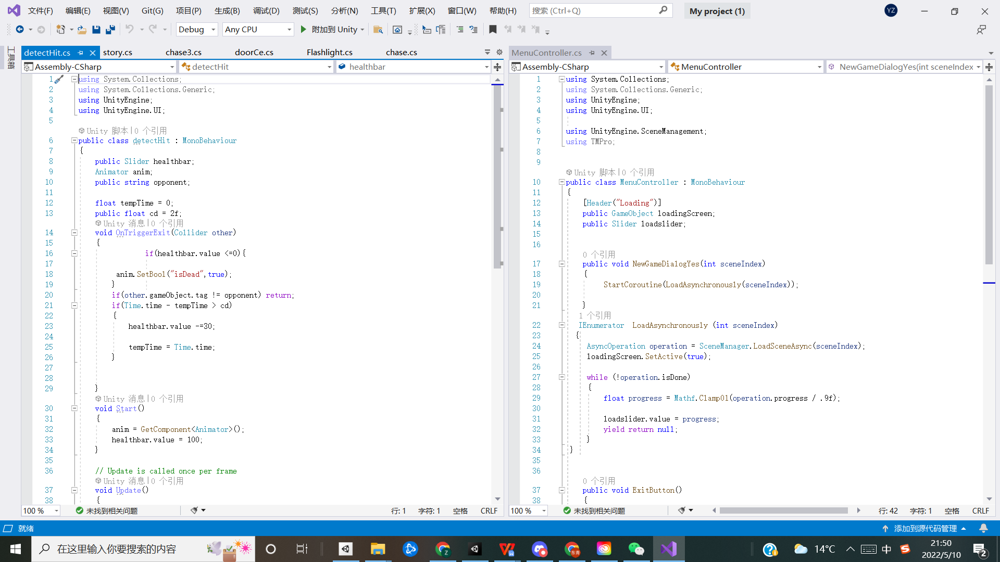 文件(F) 编辑(E) 视图(V) Git(G) 项目(P) 生成(B) 调试(D) 测试(S) 分析(N) 工具(T) 扩展(X) 窗口(W) 帮助(H) 搜索 (Ctrl+Q) My project (1) YZ
Debug Any CPU 附加到 Unity
工具箱
detectHit.cs story.cs chase3.cs doorCe.cs Flashlight.cs chase.cs
Assembly-CSharp detectHit healthbar
1 using System.Collections;
2 using System.Collections.Generic;
3 using UnityEngine;
4 using UnityEngine.UI;
5
Unity 脚本|0 个引用
6 public class detectHit : MonoBehaviour
7 {
8 public Slider healthbar;
9 Animator anim;
10 public string opponent;
11
12 float tempTime = 0;
13 public float cd = 2f;
Unity 消息|0 个引用
14 void OnTriggerExit(Collider other)
15 {
16 if(healthbar.value <=0){
17
18 anim.SetBool("isDead",true);
19 }
20 if(other.gameObject.tag != opponent) return;
21 if(Time.time - tempTime > cd)
22 {
23 healthbar.value -=30;
24
25 tempTime = Time.time;
26 }
27
28
29 }
Unity 消息|0 个引用
30 void Start()
31 {
32 anim = GetComponent<Animator>();
33 healthbar.value = 100;
34 }
35
36 // Update is called once per frame
Unity 消息|0 个引用
37 void Update()
38 {
100 % 未找到相关问题 行: 1 字符: 1 空格 CRLF
MenuController.cs
Assembly-CSharp MenuController NewGameDialogYes(int sceneIndex
1 using System.Collections;
2 using System.Collections.Generic;
3 using UnityEngine;
4 using UnityEngine.UI;
5
6 using UnityEngine.SceneManagement;
7 using TMPro;
8
9
Unity 脚本|0 个引用
10 public class MenuController : MonoBehaviour
11 {
12 [Header("Loading")]
13 public GameObject loadingScreen;
14 public Slider loadslider;
15
16
0 个引用
17 public void NewGameDialogYes(int sceneIndex)
18 {
19 StartCoroutine(LoadAsynchronously(sceneIndex));
20
21 }
1 个引用
22 IEnumerator LoadAsynchronously (int sceneIndex)
23 {
24 AsyncOperation operation = SceneManager.LoadSceneAsync(sceneIndex);
25 loadingScreen.SetActive(true);
26
27 while (!operation.isDone)
28 {
29 float progress = Mathf.Clamp01(operation.progress / .9f);
30
31 loadslider.value = progress;
32 yield return null;
33 }
34 }
35
36
0 个引用
37 public void ExitButton()
38 {
100 % 未找到相关问题 行: 42 字符: 1 空格 CRLF
就绪 添加到源代码管理
在这里输入你要搜索的内容 14°C 中 21:50
2022/5/10 2